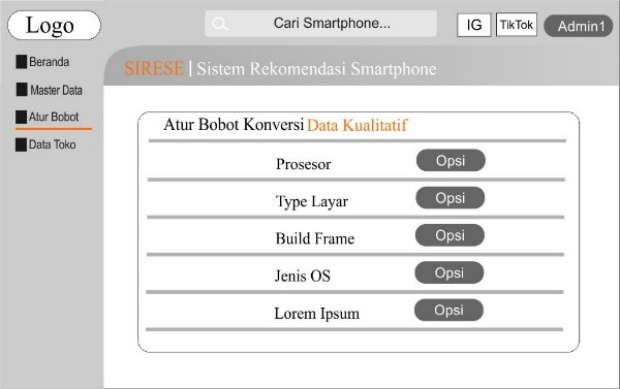 Logo
Cari Smartphone...
IG
TikTok
Admin1
Beranda
Master Data
Atur Bobot
Data Toko
SIRESE | Sistem Rekomendasi Smartphone
Atur Bobot Konversi Data Kualitatif
Prosesor Opsi
Type Layar Opsi
Build Frame Opsi
Jenis OS Opsi
Lorem Ipsum Opsi